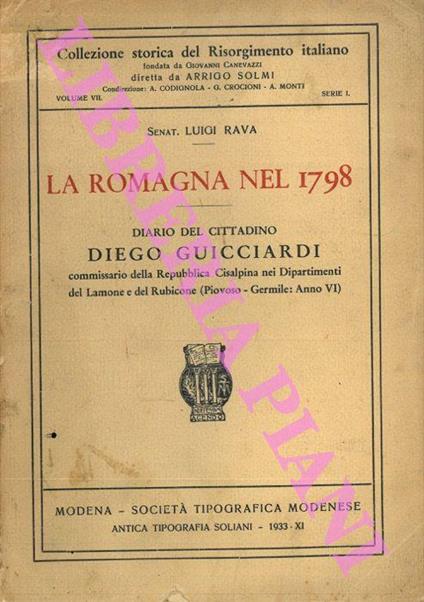 Collezione storica del Risorgimento italiano
fondata da GIOVANNI CANEVAZZI
diretta da ARRIGO SOLMI
Condirezione: A. CODIGNOLA - G. CROCIONI - A. MONTI
VOLUME VII. SERIE I.
SENAT. LUIGI RAVA
LA ROMAGNA NEL 1798
DIARIO DEL CITTADINO
DIEGO GUICCIARDI
commissario della Repubblica Cisalpina nei Dipartimenti
del Lamone e del Rubicone (Piovoso - Germile: Anno VI)
AGENDO
MODENA - SOCIETÀ TIPOGRAFICA MODENESE
ANTICA TIPOGRAFIA SOLIANI - 1933-XI
LIBRERIA PIANI